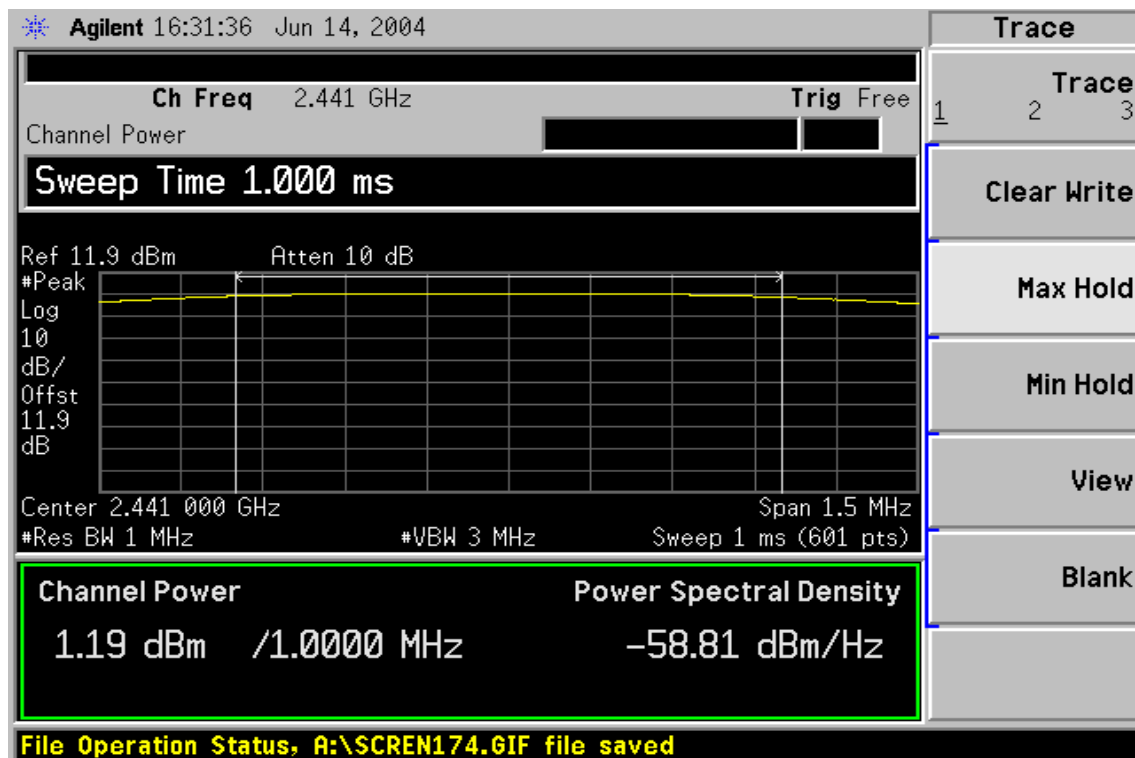 Agilent 16:31:36 Jun 14, 2004
Trace
Ch Freq 2.441 GHz Trig Free
Channel Power
Sweep Time 1.000 ms
Ref 11.9 dBm Atten 10 dB
#Peak
Log
10
dB/
Offst
11.9
dB
Center 2.441 000 GHz Span 1.5 MHz
#Res BW 1 MHz #VBW 3 MHz Sweep 1 ms (601 pts)
Channel Power Power Spectral Density
1.19 dBm /1.0000 MHz -58.81 dBm/Hz
File Operation Status, A:\SCREN174.GIF file saved
Trace
1 2 3
Clear Write
Max Hold
Min Hold
View
Blank